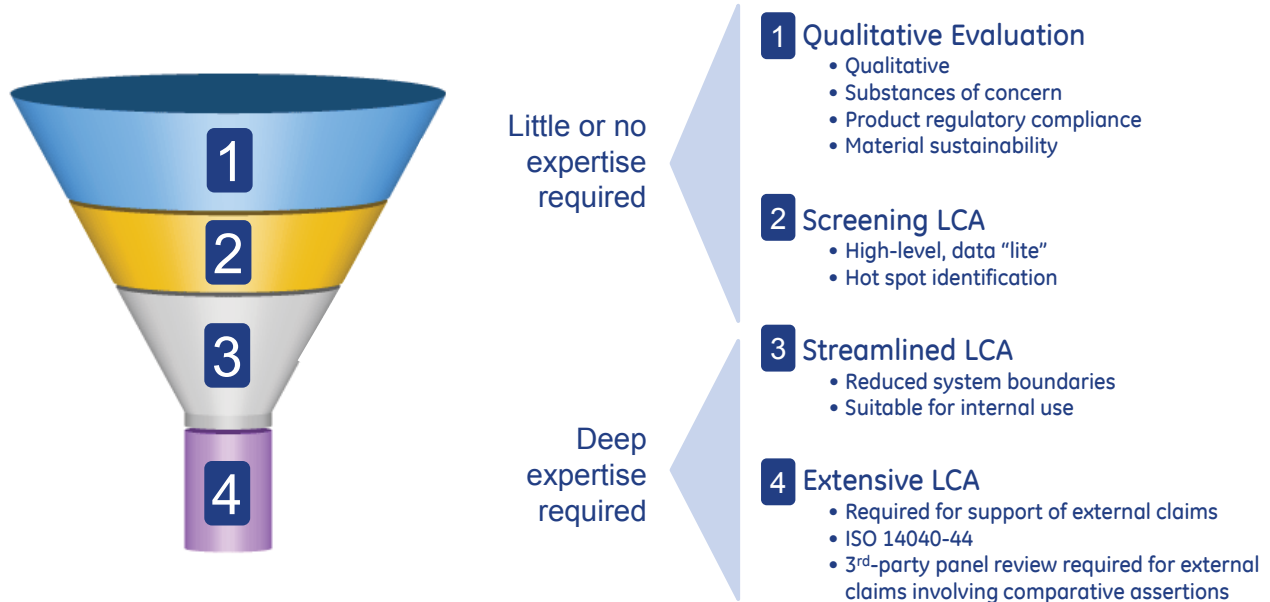 1
2
3
4
Little or no
expertise
required
Deep
expertise
required
1 Qualitative Evaluation
• Qualitative
• Substances of concern
• Product regulatory compliance
• Material sustainability
2 Screening LCA
• High-level, data “lite”
• Hot spot identification
3 Streamlined LCA
• Reduced system boundaries
• Suitable for internal use
4 Extensive LCA
• Required for support of external claims
• ISO 14040-44
• 3rd-party panel review required for external
claims involving comparative assertions